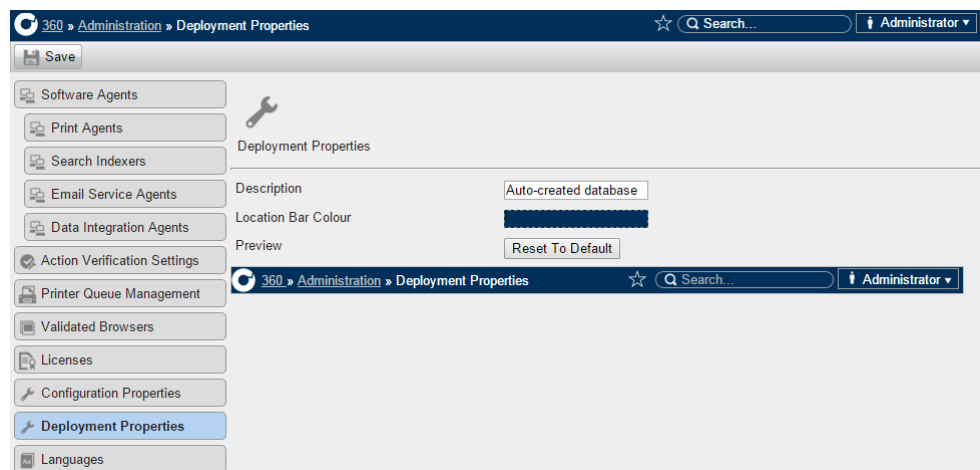 360 » Administration » Deployment Properties
Search...
Administrator
Save
Software Agents
Print Agents
Search Indexers
Email Service Agents
Data Integration Agents
Action Verification Settings
Printer Queue Management
Validated Browsers
Licenses
Configuration Properties
Deployment Properties
Languages
Deployment Properties
Description
Auto-created database
Location Bar Colour
Preview
Reset To Default
360 » Administration » Deployment Properties
Search...
Administrator